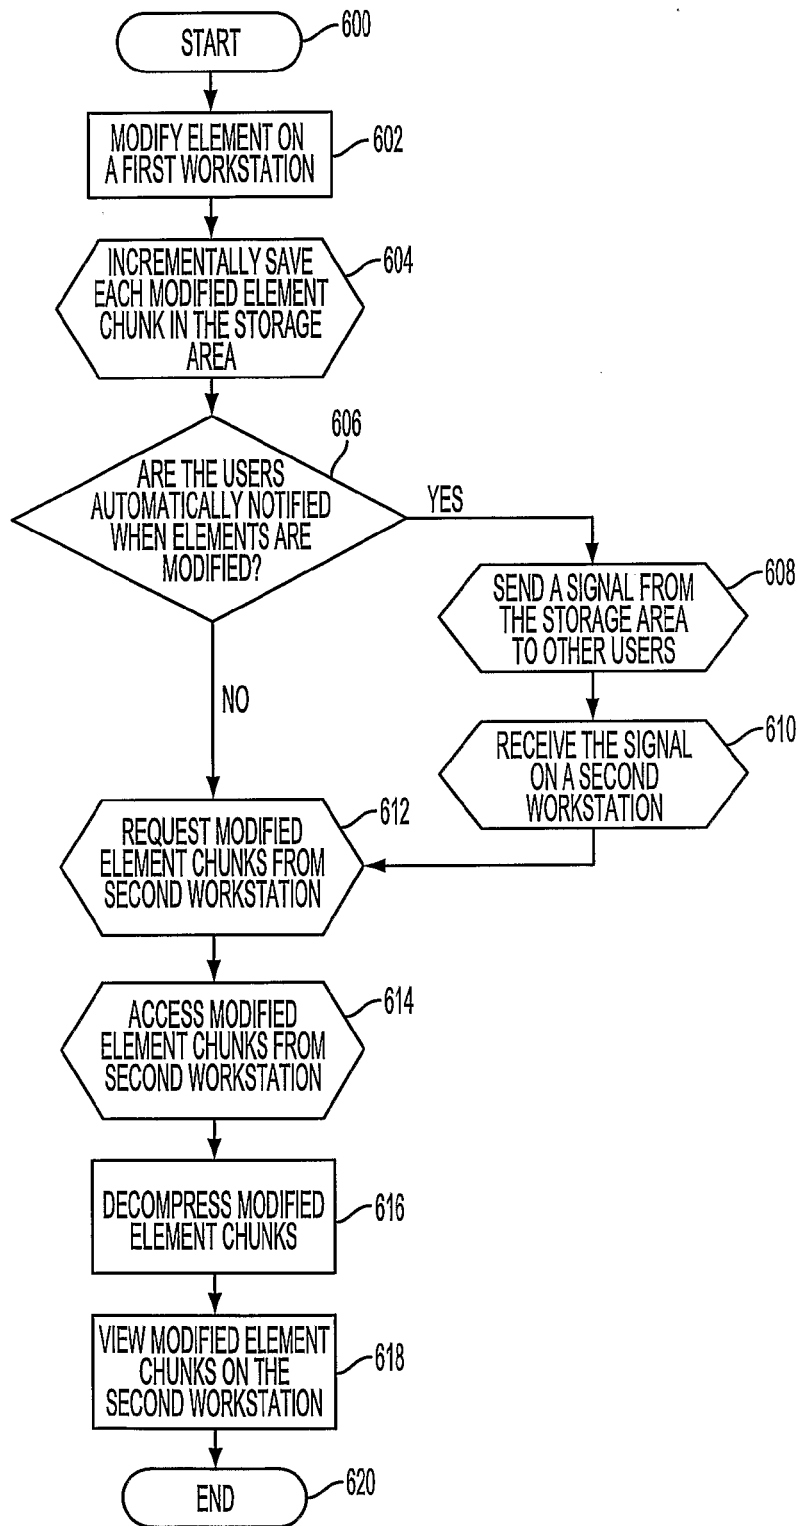 START
600
MODIFY ELEMENT ON
A FIRST WORKSTATION
602
INCREMENTALLY SAVE
EACH MODIFIED ELEMENT
CHUNK IN THE STORAGE
AREA
604
ARE THE USERS
AUTOMATICALLY NOTIFIED
WHEN ELEMENTS ARE
MODIFIED?
606
YES
SEND A SIGNAL FROM
THE STORAGE AREA
TO OTHER USERS
608
NO
RECEIVE THE SIGNAL
ON A SECOND
WORKSTATION
610
REQUEST MODIFIED
ELEMENT CHUNKS FROM
SECOND WORKSTATION
612
ACCESS MODIFIED
ELEMENT CHUNKS FROM
SECOND WORKSTATION
614
DECOMPRESS MODIFIED
ELEMENT CHUNKS
616
VIEW MODIFIED ELEMENT
CHUNKS ON THE
SECOND WORKSTATION
618
END
620